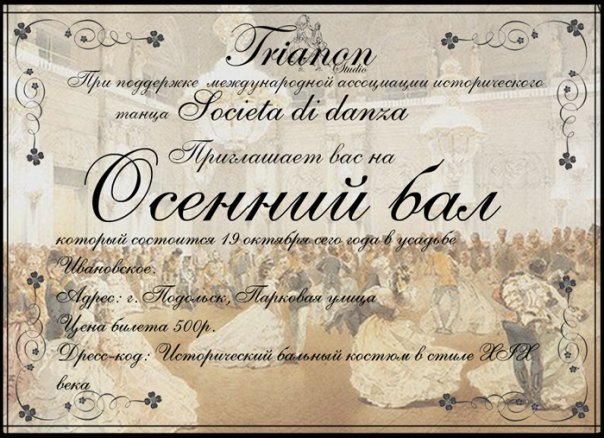 Trianon
Studio
При поддержке международной ассоциации исторического
танца Societa di danza
Приглашает вас на
Осенний бал
который состоится 19 октября сего года в усадьбе
Ивановское.
Адрес: г. Подольск, Парковая улица
Цена билета 500р.
Дресс-код: Исторический бальный костюм в стиле XIX
века